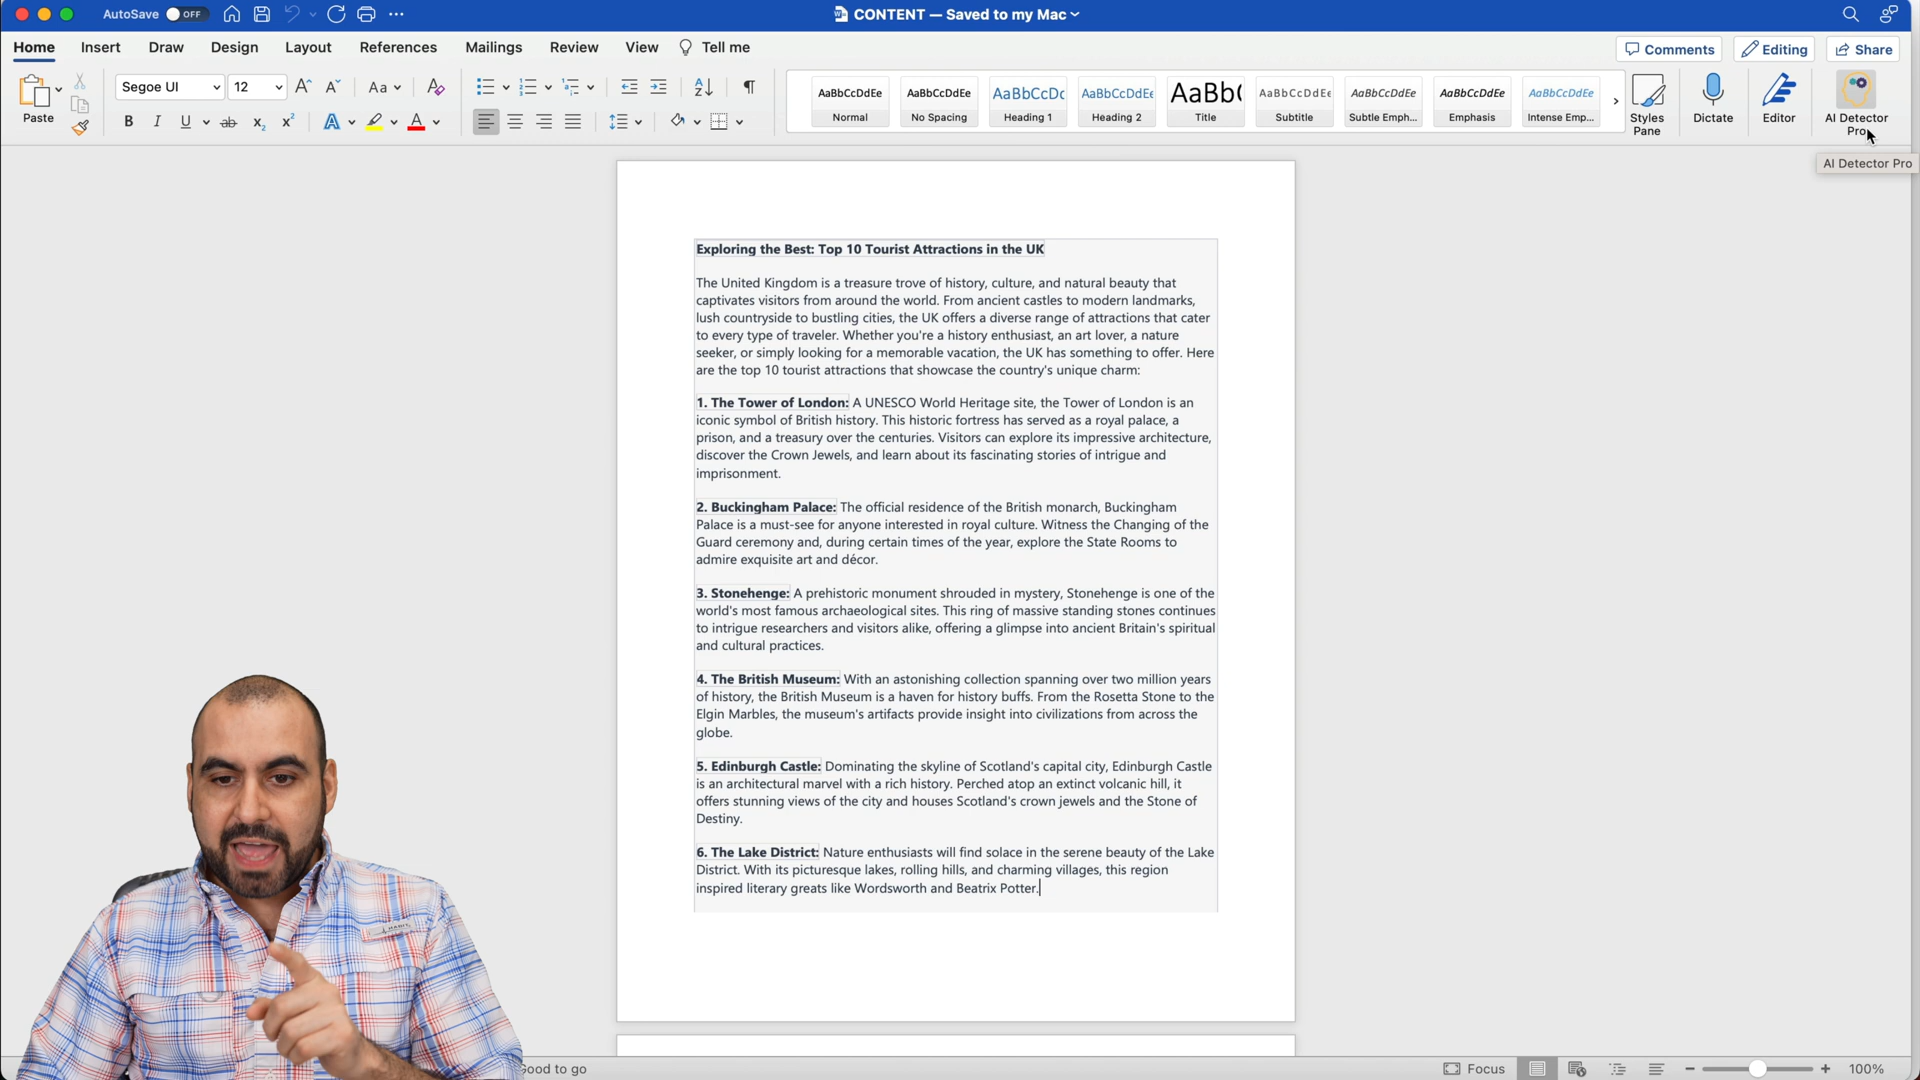 AutoSave OFF
CONTENT — Saved to my Mac
Home Insert Draw Design Layout References Mailings Review View Tell me
Comments Editing Share
Paste
Segoe UI 12
Aa
AaBbCcDdEe AaBbCcDdEe AaBbCcDc AaBbCcDdEe AaBb( AaBbCcDdEe AaBbCcDdEe AaBbCcDdEe AaBbCcDdEe
Normal No Spacing Heading 1 Heading 2 Title Subtitle Subtle Emph... Emphasis Intense Emp...
Styles Pane
Dictate
Editor
AI Detector Pro
AI Detector Pro
Exploring the Best: Top 10 Tourist Attractions in the UK
The United Kingdom is a treasure trove of history, culture, and natural beauty that
captivates visitors from around the world. From ancient castles to modern landmarks,
lush countryside to bustling cities, the UK offers a diverse range of attractions that cater
to every type of traveler. Whether you're a history enthusiast, an art lover, a nature
seeker, or simply looking for a memorable vacation, the UK has something to offer. Here
are the top 10 tourist attractions that showcase the country's unique charm:
1. The Tower of London: A UNESCO World Heritage site, the Tower of London is an
iconic symbol of British history. This historic fortress has served as a royal palace, a
prison, and a treasury over the centuries. Visitors can explore its impressive architecture,
discover the Crown Jewels, and learn about its fascinating stories of intrigue and
imprisonment.
2. Buckingham Palace: The official residence of the British monarch, Buckingham
Palace is a must-see for anyone interested in royal culture. Witness the Changing of the
Guard ceremony and, during certain times of the year, explore the State Rooms to
admire exquisite art and décor.
3. Stonehenge: A prehistoric monument shrouded in mystery, Stonehenge is one of the
world's most famous archaeological sites. This ring of massive standing stones continues
to intrigue researchers and visitors alike, offering a glimpse into ancient Britain's spiritual
and cultural practices.
4. The British Museum: With an astonishing collection spanning over two million years
of history, the British Museum is a haven for history buffs. From the Rosetta Stone to the
Elgin Marbles, the museum's artifacts provide insight into civilizations from across the
globe.
5. Edinburgh Castle: Dominating the skyline of Scotland's capital city, Edinburgh Castle
is an architectural marvel with a rich history. Perched atop an extinct volcanic hill, it
offers stunning views of the city and houses Scotland's crown jewels and the Stone of
Destiny.
6. The Lake District: Nature enthusiasts will find solace in the serene beauty of the Lake
District. With its picturesque lakes, rolling hills, and charming villages, this region
inspired literary greats like Wordsworth and Beatrix Potter.
Good to go
Focus 100%